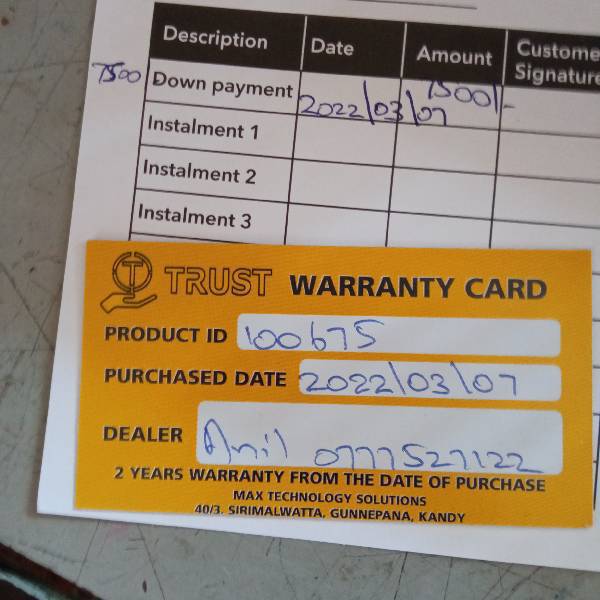 Description Date Amount Custome Signature
7500 Down payment 2022/03/07 7500/-
Instalment 1
Instalment 2
Instalment 3
TRUST WARRANTY CARD
PRODUCT ID 100675
PURCHASED DATE 2022/03/07
DEALER Anil 0777527122
2 YEARS WARRANTY FROM THE DATE OF PURCHASE
MAX TECHNOLOGY SOLUTIONS
40/3, SIRIMALWATTA, GUNNEPANA, KANDY